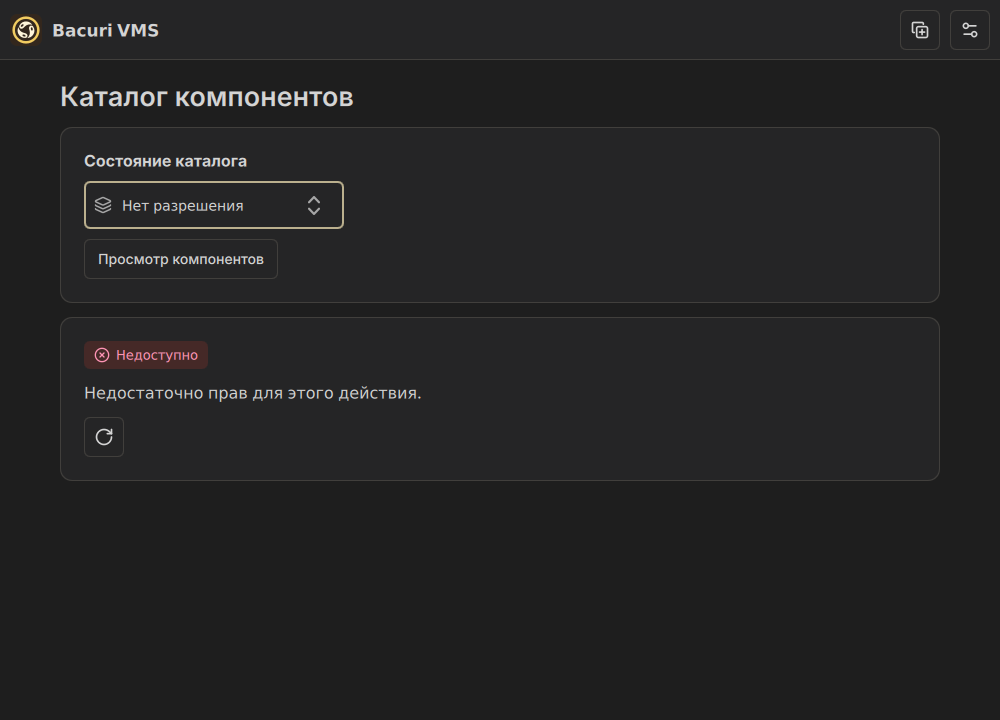 Bacuri VMS
Каталог компонентов
Состояние каталога
Нет разрешения
Просмотр компонентов
Недоступно
Недостаточно прав для этого действия.